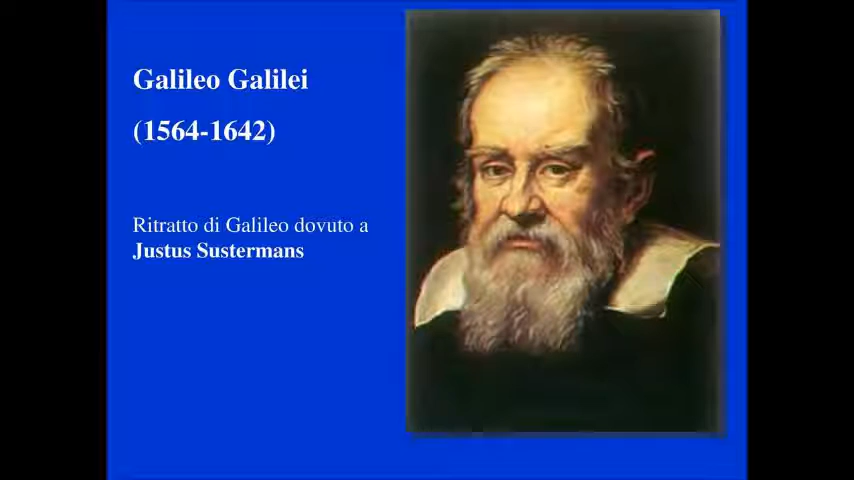 Galileo Galilei
(1564-1642)
Ritratto di Galileo dovuto a
Justus Sustermans